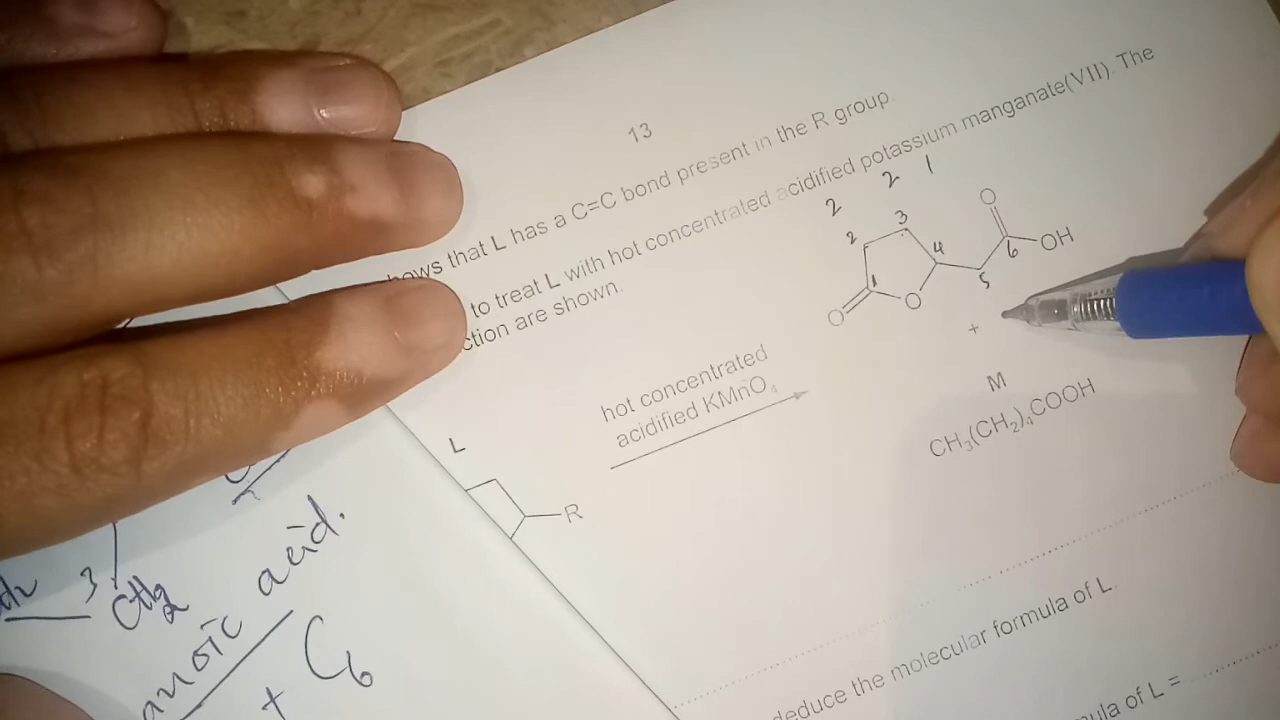 13
shows that L has a C=C bond present in the R group.
to treat L with hot concentrated acidified potassium manganate(VII). The
ction are shown.
2 2 1
O
2 3 4
1 6 OH
O O 5
+
hot concentrated
acidified KMnO4
M
CH3(CH2)4COOH
L
R
deduce the molecular formula of L.
ula of L =
3
CH2
anoic acid.
+ C6